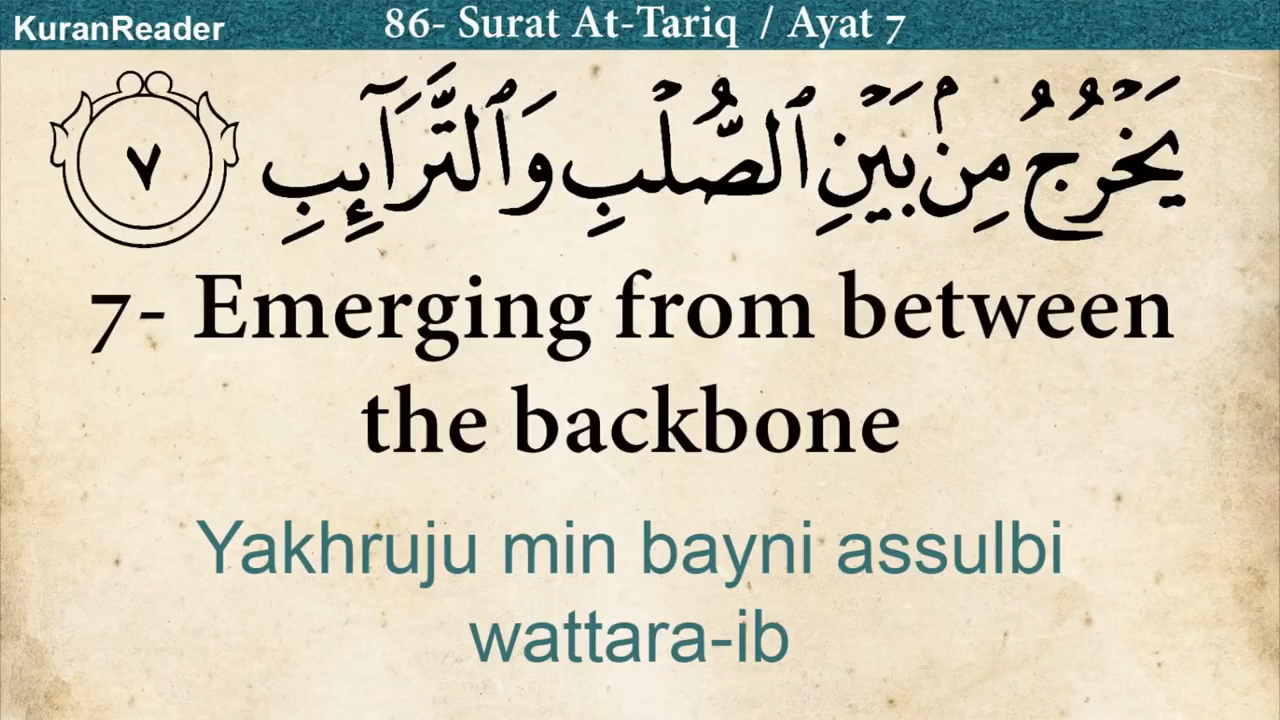 KuranReader
86- Surat At-Tariq / Ayat 7
يَخْرُجُ مِنۢ بَيْنِ ٱلصُّلْبِ وَٱلتَّرَآئِبِ ٧
7- Emerging from between
the backbone
Yakhruju min bayni assulbi
wattara-ib